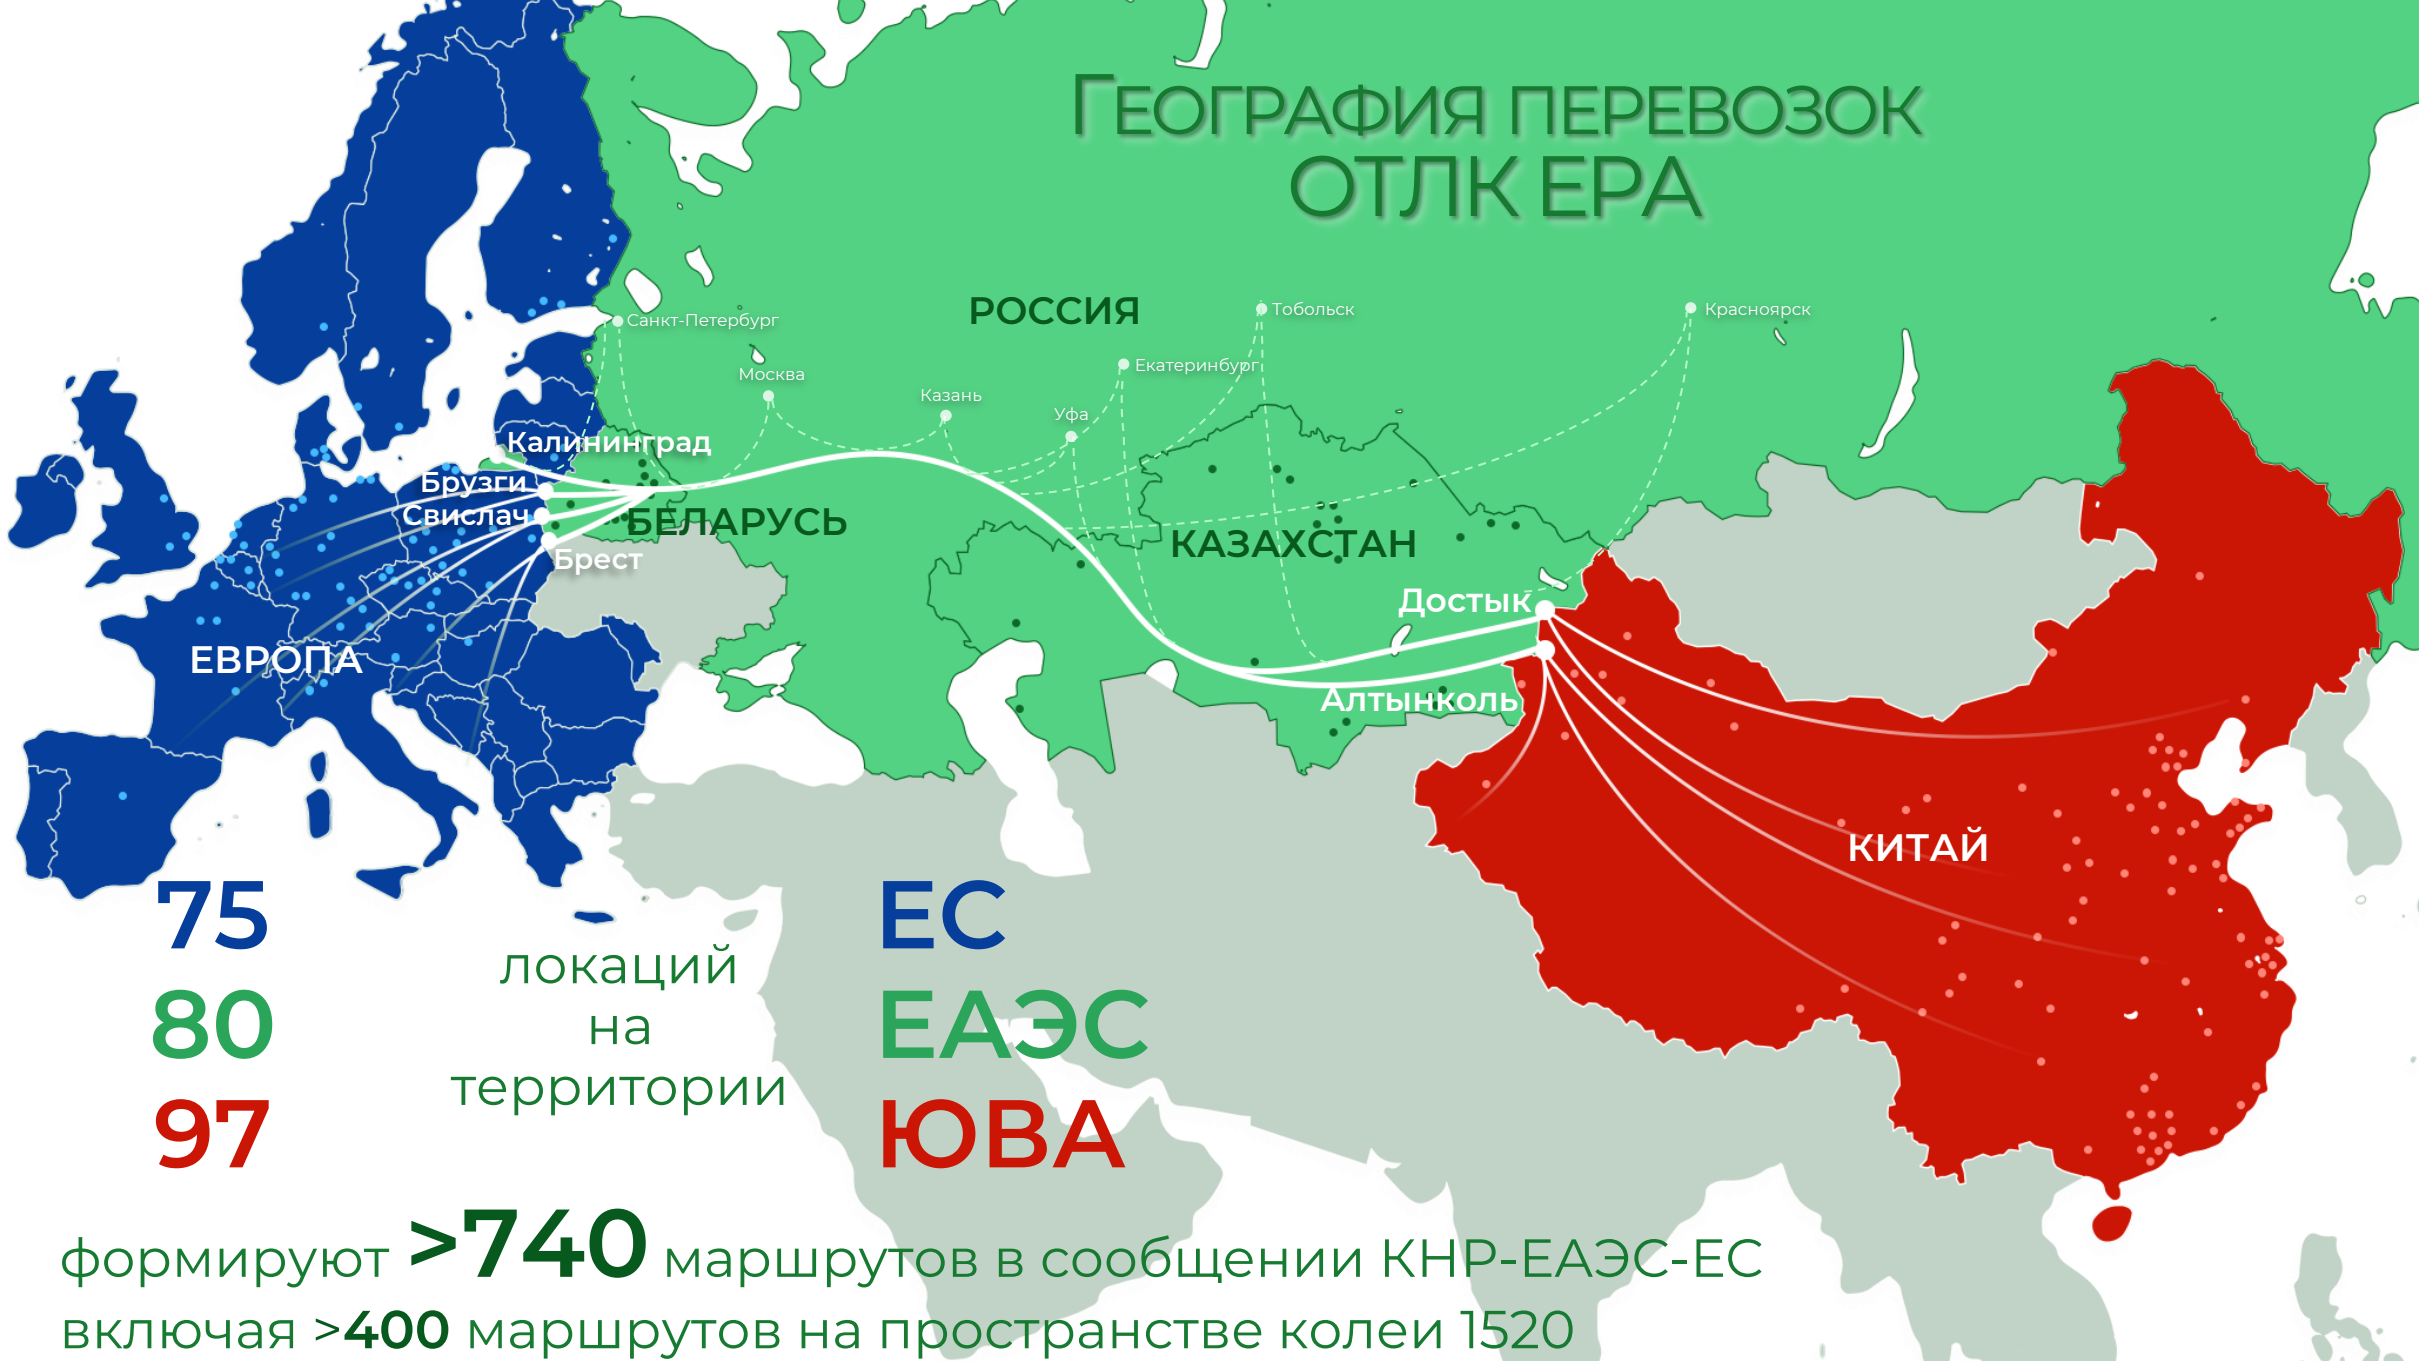 География перевозок
ОТЛК ЕРА
РОССИЯ
Санкт-Петербург
Тобольск
Красноярск
Москва
Екатеринбург
Казань
Уфа
Калининград
Брузги
Свислач
БЕЛАРУСЬ
Брест
КАЗАХСТАН
Достык
ЕВРОПА
Алтынколь
КИТАЙ
75
80
97
локаций
на
территории
ЕС
ЕАЭС
ЮВА
формируют >740 маршрутов в сообщении КНР-ЕАЭС-ЕС
включая >400 маршрутов на пространстве колеи 1520